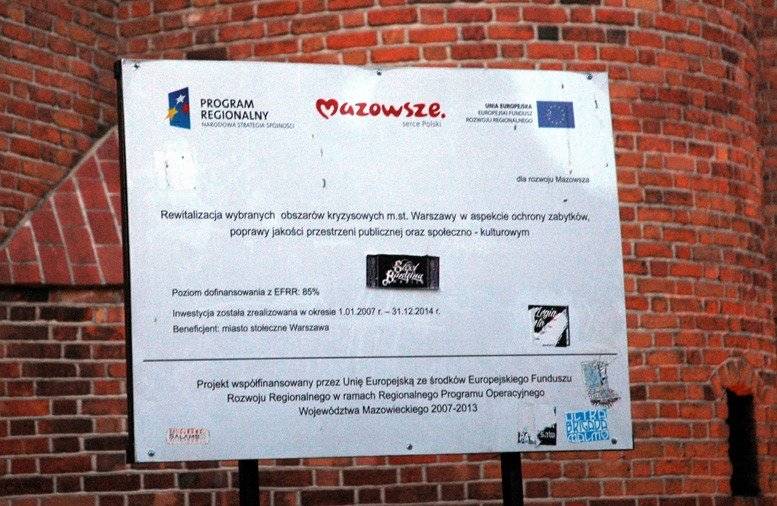 PROGRAM
REGIONALNY
NARODOWA STRATEGIA SPÓJNOŚCI
mazowsze.
serce Polski
UNIA EUROPEJSKA
EUROPEJSKI FUNDUSZ
ROZWOJU REGIONALNEGO
dla rozwoju Mazowsza
Rewitalizacja wybranych obszarów kryzysowych m.st. Warszawy w aspekcie ochrony zabytków,
poprawy jakości przestrzeni publicznej oraz społeczno - kulturowym
Poziom dofinansowania z EFRR: 85%
Inwestycja została zrealizowana w okresie 1.01.2007 r. – 31.12.2014 r.
Beneficjent: miasto stołeczne Warszawa
Projekt współfinansowany przez Unię Europejską ze środków Europejskiego Funduszu
Rozwoju Regionalnego w ramach Regionalnego Programu Operacyjnego
Województwa Mazowieckiego 2007-2013
ULTRA
BRIGADA
MALMÖ